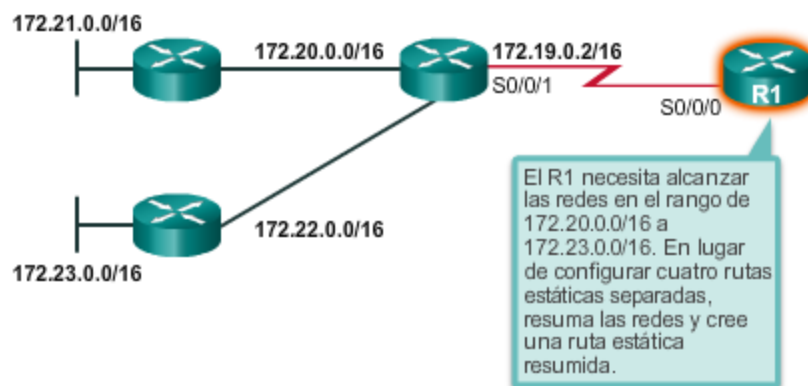 172.21.0.0/16
172.20.0.0/16
172.19.0.2/16
S0/0/1
S0/0/0
R1
172.22.0.0/16
172.23.0.0/16
El R1 necesita alcanzar
las redes en el rango de
172.20.0.0/16 a
172.23.0.0/16. En lugar
de configurar cuatro rutas
estáticas separadas,
resuma las redes y cree
una ruta estática
resumida.